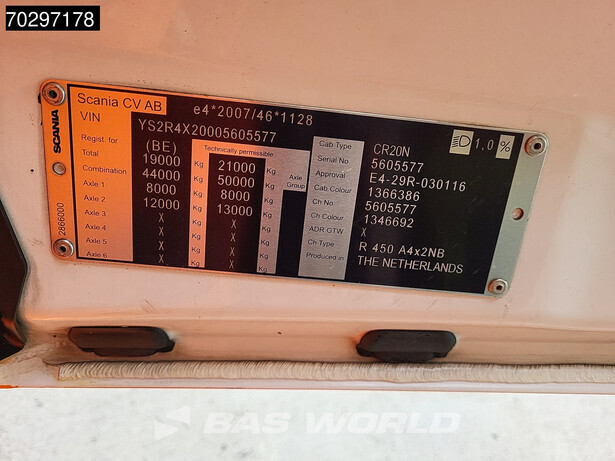 70297178
SCANIA
2866000
Scania CV AB
e4*2007/46*1128
VIN
YS2R4X20005605577
Regist. for (BE) Technically permissible
Total 19000 Kg 21000 Kg
Combination 44000 Kg 50000 Kg
Axle 1 8000 Kg 8000 Kg
Axle 2 12000 Kg 13000 Kg
Axle 3 X Kg X Kg
Axle 4 X Kg X Kg
Axle 5 X Kg X Kg
Axle 6 X Kg X Kg
Axle Group
Cab Type CR20N
Serial No. 5605577
Approval E4-29R-030116
Cab Colour 1366386
Ch No. 5605577
Ch Colour 1346692
ADR GTW X
Ch-Type R 450 A4x2NB
Produced in THE NETHERLANDS
1,0 %
BAS WORLD